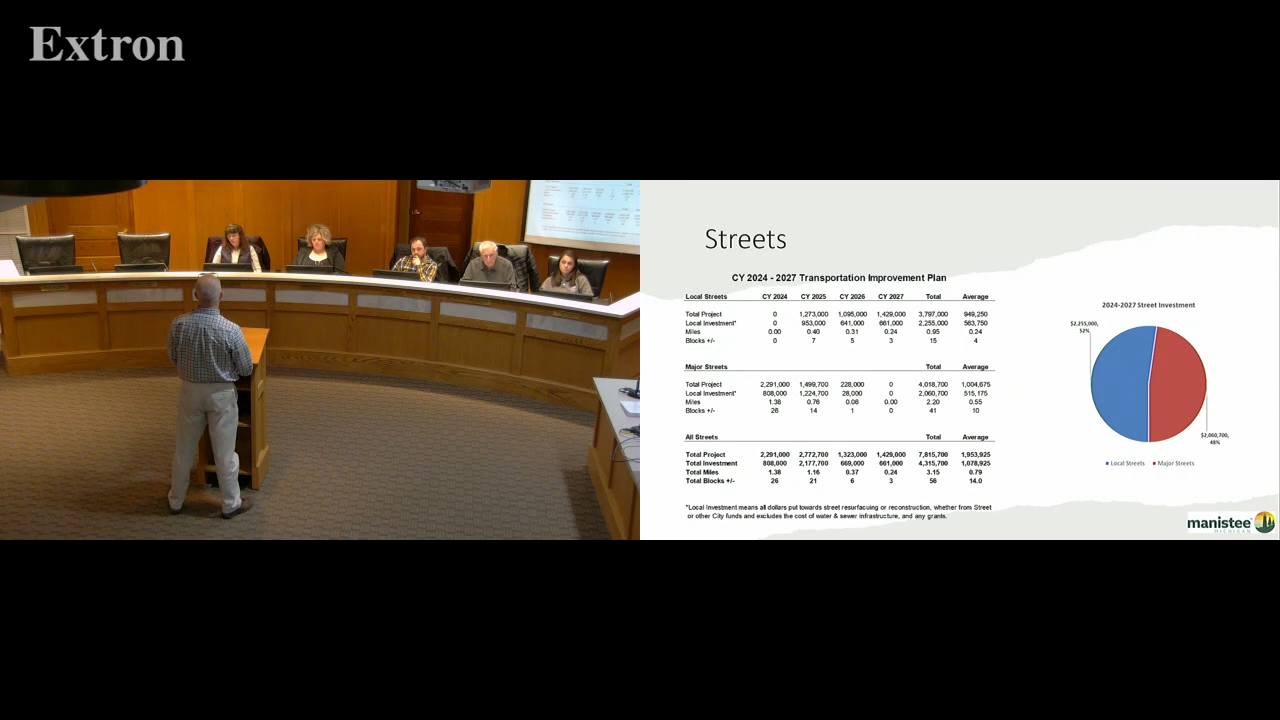 Extron
Streets
CY 2024 - 2027 Transportation Improvement Plan
Local Streets CY 2024 CY 2025 CY 2026 CY 2027 Total Average
Total Project 0 1,273,000 1,095,000 1,429,000 3,797,000 949,250
Local Investment* 0 953,000 641,000 661,000 2,255,000 563,750
Miles 0.00 0.40 0.31 0.24 0.95 0.24
Blocks +/- 0 7 5 3 15 4
Major Streets Total Average
Total Project 2,291,000 1,499,700 228,000 0 4,018,700 1,004,675
Local Investment* 808,000 1,224,700 28,000 0 2,060,700 515,175
Miles 1.38 0.76 0.06 0.00 2.20 0.55
Blocks +/- 26 14 1 0 41 10
All Streets Total Average
Total Project 2,291,000 2,772,700 1,323,000 1,429,000 7,815,700 1,953,925
Total Investment 808,000 2,177,700 669,000 661,000 4,315,700 1,078,925
Total Miles 1.38 1.16 0.37 0.24 3.15 0.79
Total Blocks +/- 26 21 6 3 56 14.0
*Local Investment means all dollars put towards street resurfacing or reconstruction, whether from Street
or other City funds and excludes the cost of water & sewer infrastructure, and any grants.
2024-2027 Street Investment
$2,255,000,
52%
$2,060,700,
48%
Local Streets Major Streets
manistee
MICHIGAN